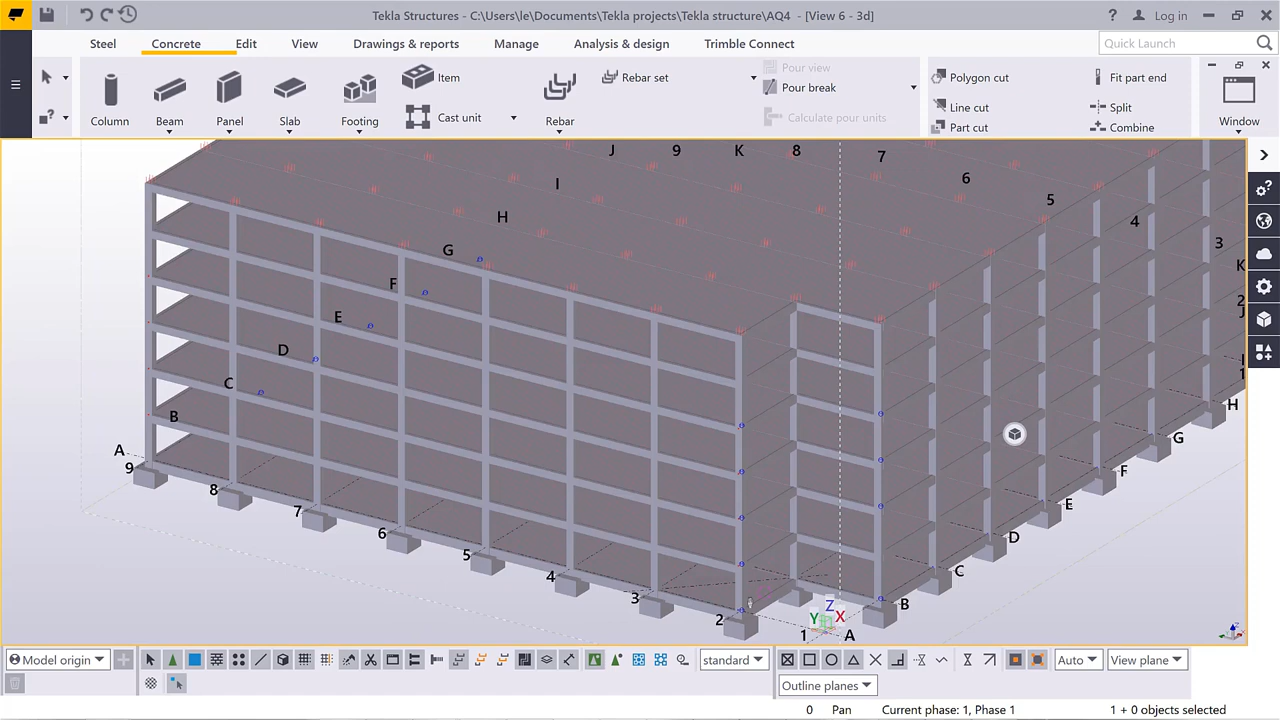 Tekla Structures - C:\Users\le\Documents\Tekla projects\Tekla structure\AQ4 - [View 6 - 3d]
? Log in
Steel Concrete Edit View Drawings & reports Manage Analysis & design Trimble Connect Quick Launch
Column Beam Panel Slab Footing
Item
Cast unit
Rebar
Rebar set
Pour view
Pour break
Calculate pour units
Polygon cut
Line cut
Part cut
Fit part end
Split
Combine
Window
J 9 K 8 7
I 6
H 5
G 4
F 3
E K
D 2
C J
B I
A 1
9 H
8 G
7 F
6 E
5 D
4 C
3 B
2 1 A
Z
Y X
Model origin standard Auto View plane
Outline planes
0 Pan Current phase: 1, Phase 1 1 + 0 objects selected